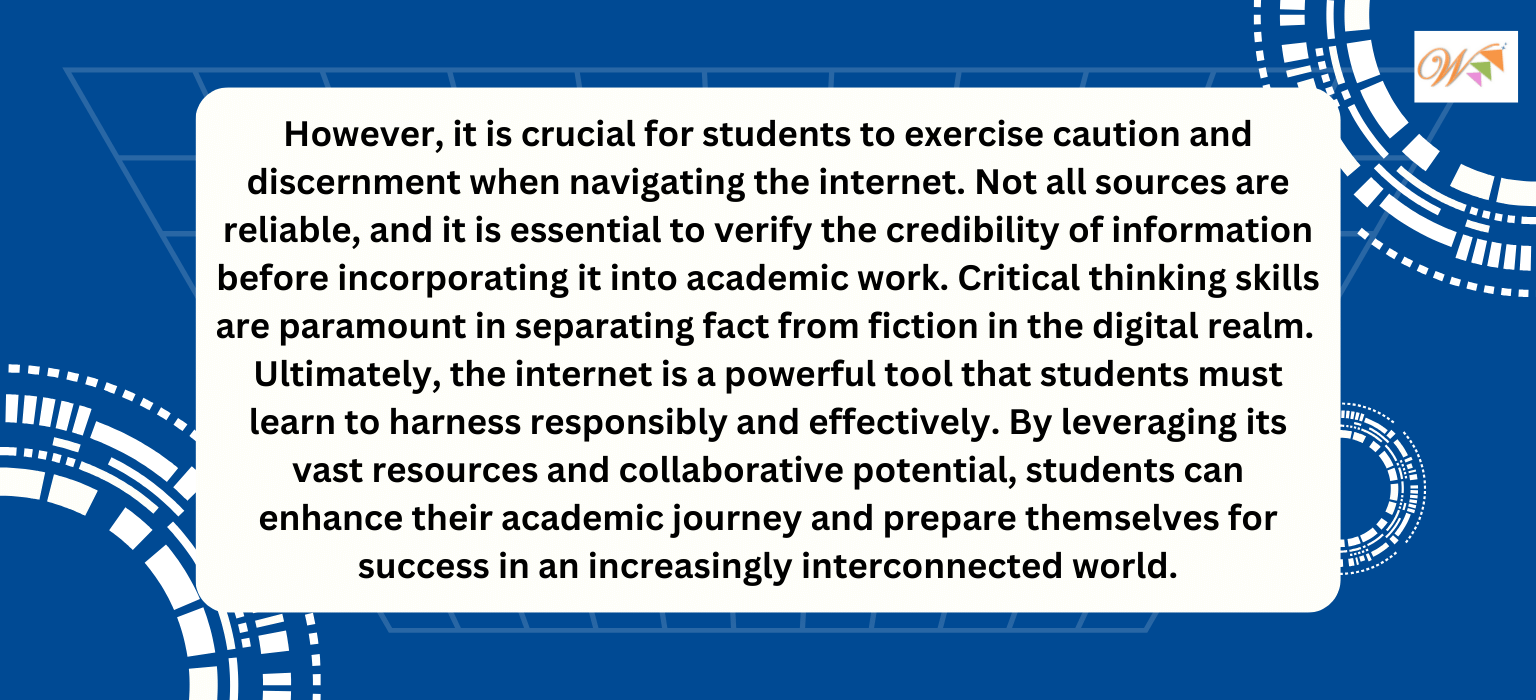 W
However, it is crucial for students to exercise caution and
discernment when navigating the internet. Not all sources are
reliable, and it is essential to verify the credibility of information
before incorporating it into academic work. Critical thinking skills
are paramount in separating fact from fiction in the digital realm.
Ultimately, the internet is a powerful tool that students must
learn to harness responsibly and effectively. By leveraging its
vast resources and collaborative potential, students can
enhance their academic journey and prepare themselves for
success in an increasingly interconnected world.